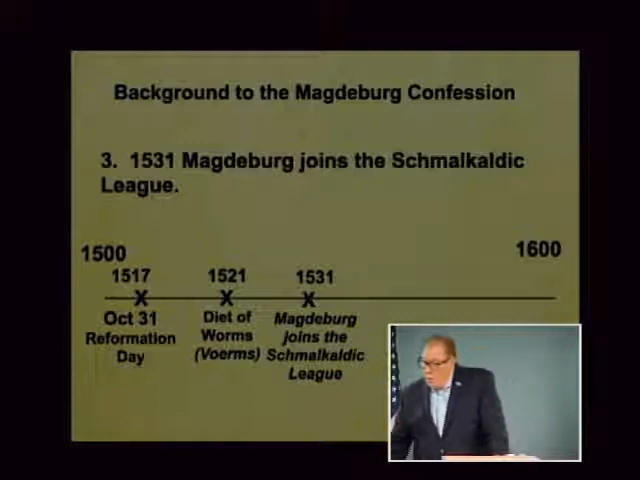 Background to the Magdeburg Confession
3. 1531 Magdeburg joins the Schmalkaldic
League.
1500
1600
1517
1521
1531
X
X
X
Oct 31
Reformation
Day
Diet of
Worms
(Voerms)
Magdeburg
joins the
Schmalkaldic
League